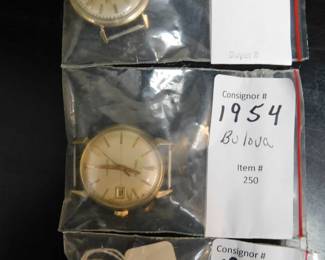 Consignor #
1954
Bulova
Item #
250
Consignor #